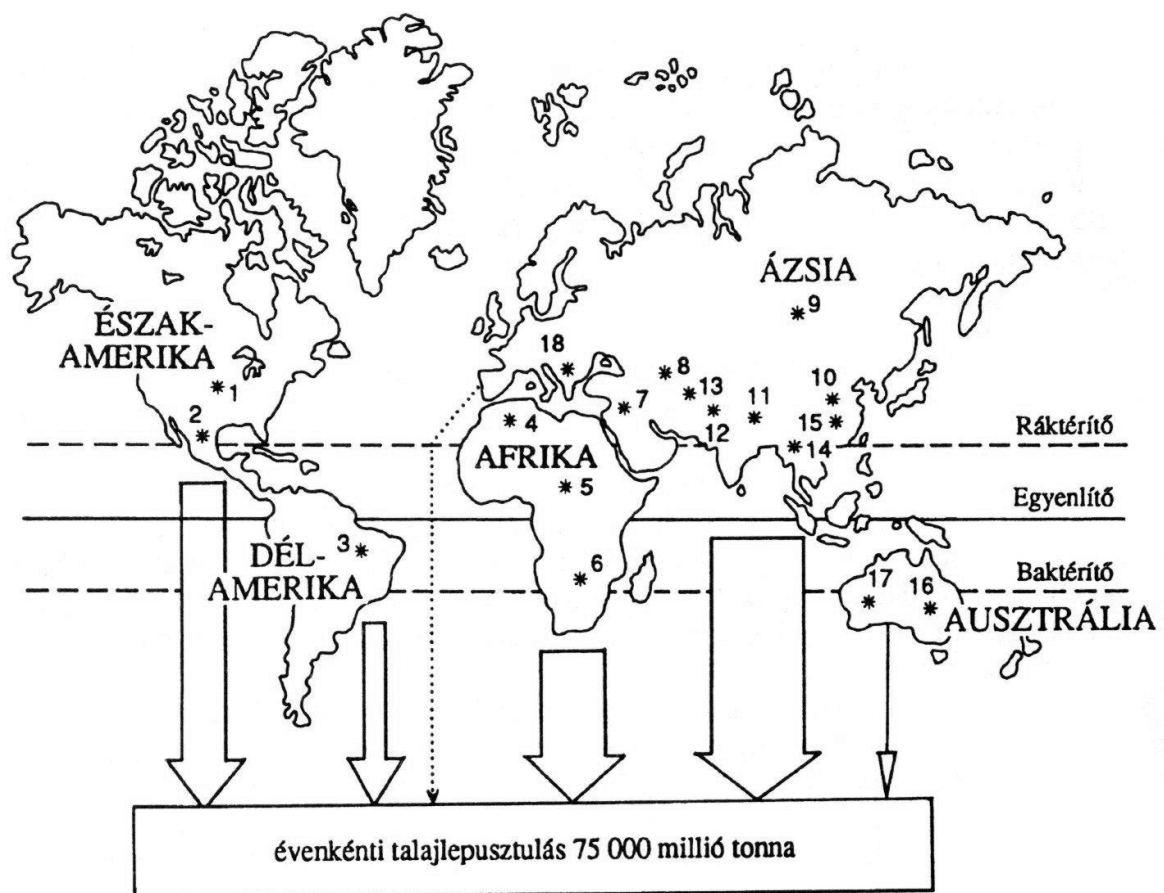 ÁZSIA
9
ÉSZAK-
AMERIKA
1
18
8
13
11
10
2
4
7
12
15
14
Ráktérítő
AFRIKA
5
Egyenlítő
3
DÉL-
AMERIKA
6
17
16
Baktérítő
AUSZTRÁLIA
évenkénti talajlepusztulás 75 000 millió tonna